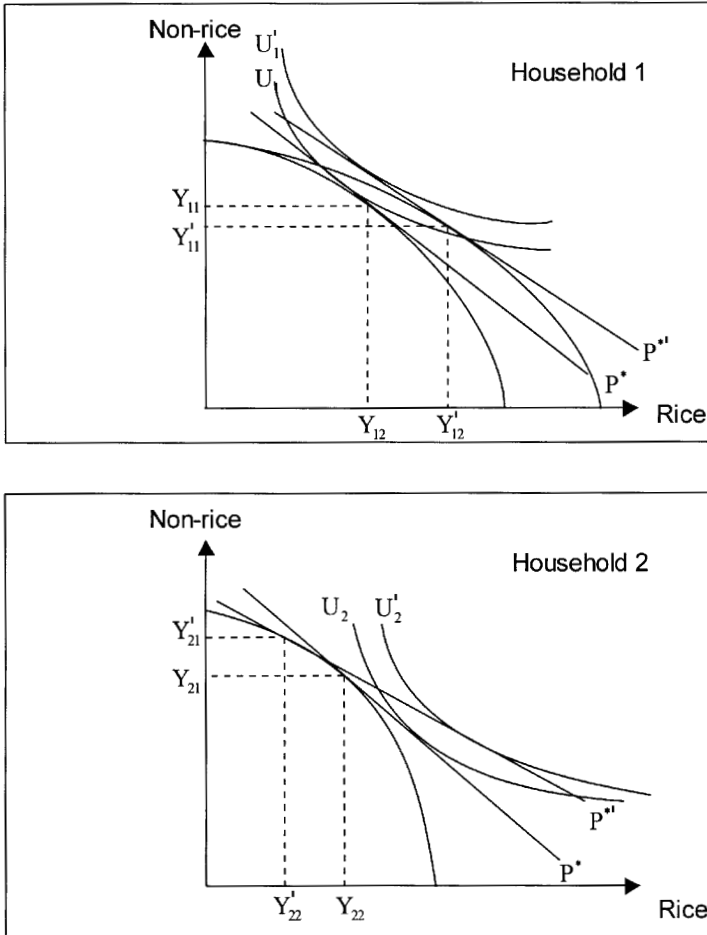 Non-rice
Household 1
U'₁
U₁
Y₁₁
Y'₁₁
P*'
P*
Y₁₂ Y'₁₂
Rice
Non-rice
Household 2
U₂ U'₂
Y'₂₁
Y₂₁
P*'
P*
Y'₂₂ Y₂₂
Rice